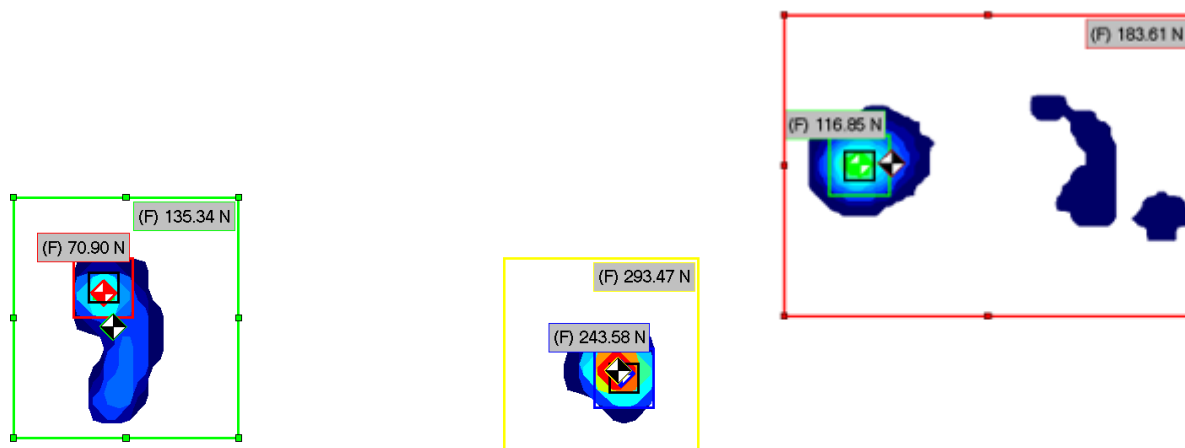 (F) 183.61 N
(F) 116.85 N
(F) 135.34 N
(F) 70.90 N
(F) 293.47 N
(F) 243.58 N